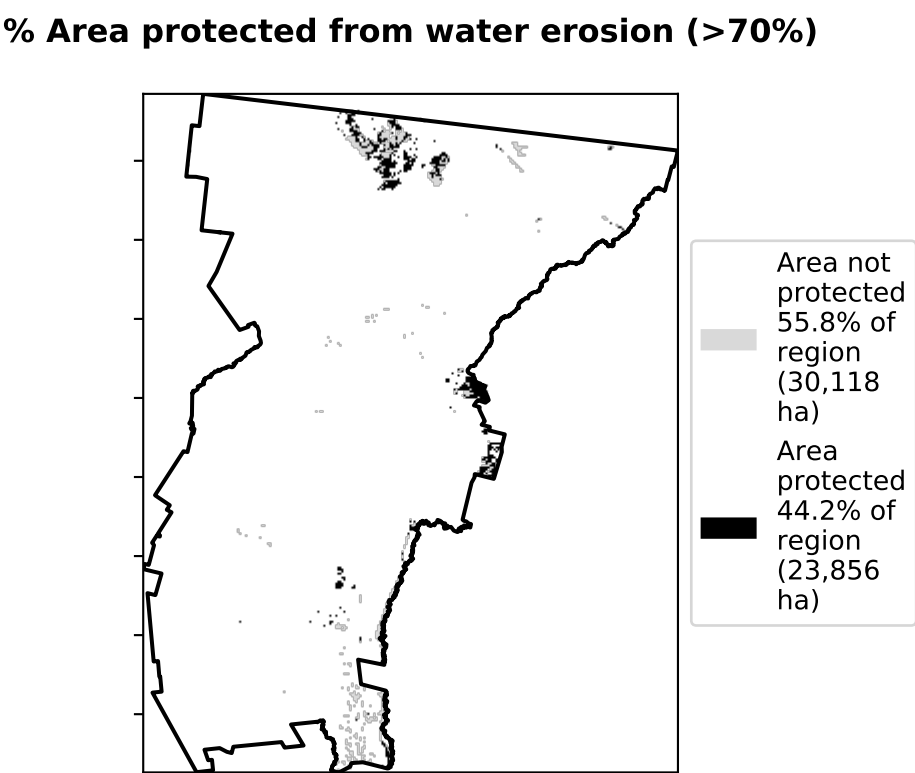 % Area protected from water erosion (>70%)
Area not
protected
55.8% of
region
(30,118
ha)
Area
protected
44.2% of
region
(23,856
ha)